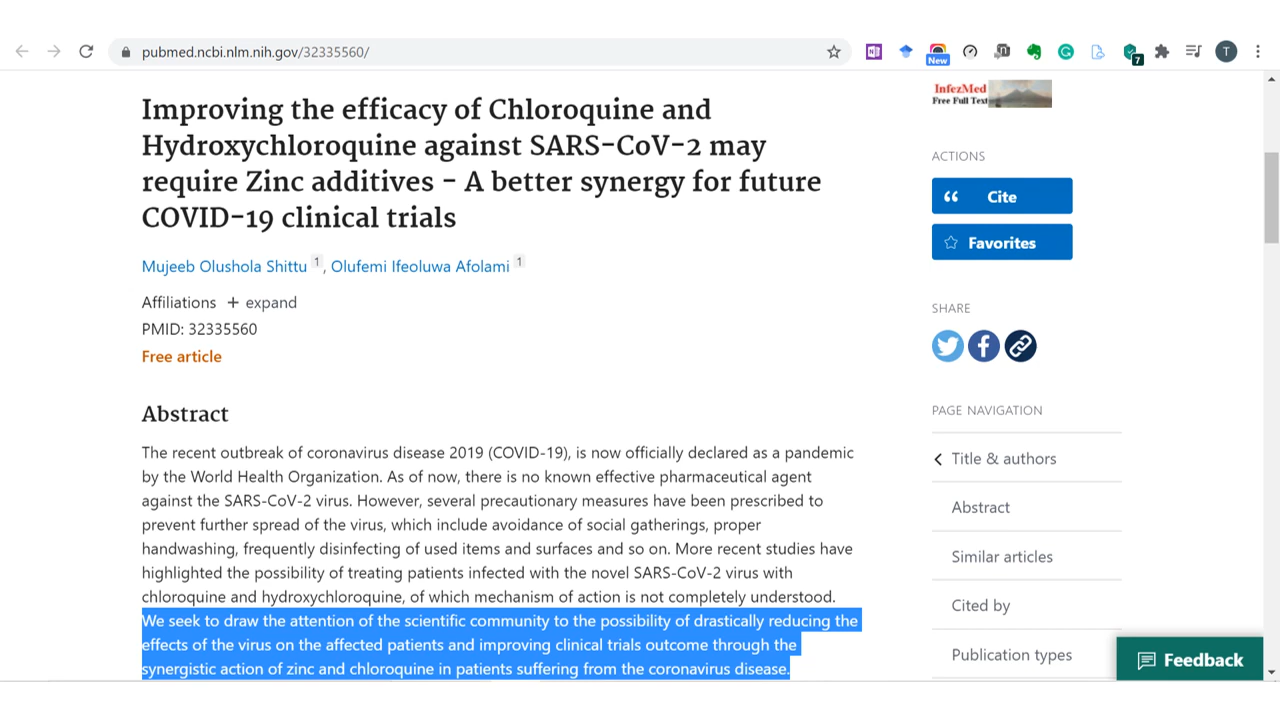 pubmed.ncbi.nlm.nih.gov/32335560/
New
7
T
Improving the efficacy of Chloroquine and
Hydroxychloroquine against SARS-CoV-2 may
require Zinc additives - A better synergy for future
COVID-19 clinical trials
Mujeeb Olushola Shittu 1, Olufemi Ifeoluwa Afolami 1
Affiliations + expand
PMID: 32335560
Free article
Abstract
The recent outbreak of coronavirus disease 2019 (COVID-19), is now officially declared as a pandemic
by the World Health Organization. As of now, there is no known effective pharmaceutical agent
against the SARS-CoV-2 virus. However, several precautionary measures have been prescribed to
prevent further spread of the virus, which include avoidance of social gatherings, proper
handwashing, frequently disinfecting of used items and surfaces and so on. More recent studies have
highlighted the possibility of treating patients infected with the novel SARS-CoV-2 virus with
chloroquine and hydroxychloroquine, of which mechanism of action is not completely understood.
We seek to draw the attention of the scientific community to the possibility of drastically reducing the
effects of the virus on the affected patients and improving clinical trials outcome through the
synergistic action of zinc and chloroquine in patients suffering from the coronavirus disease.
InfezMed
Free Full Text
ACTIONS
Cite
Favorites
SHARE
PAGE NAVIGATION
Title & authors
Abstract
Similar articles
Cited by
Publication types
Feedback